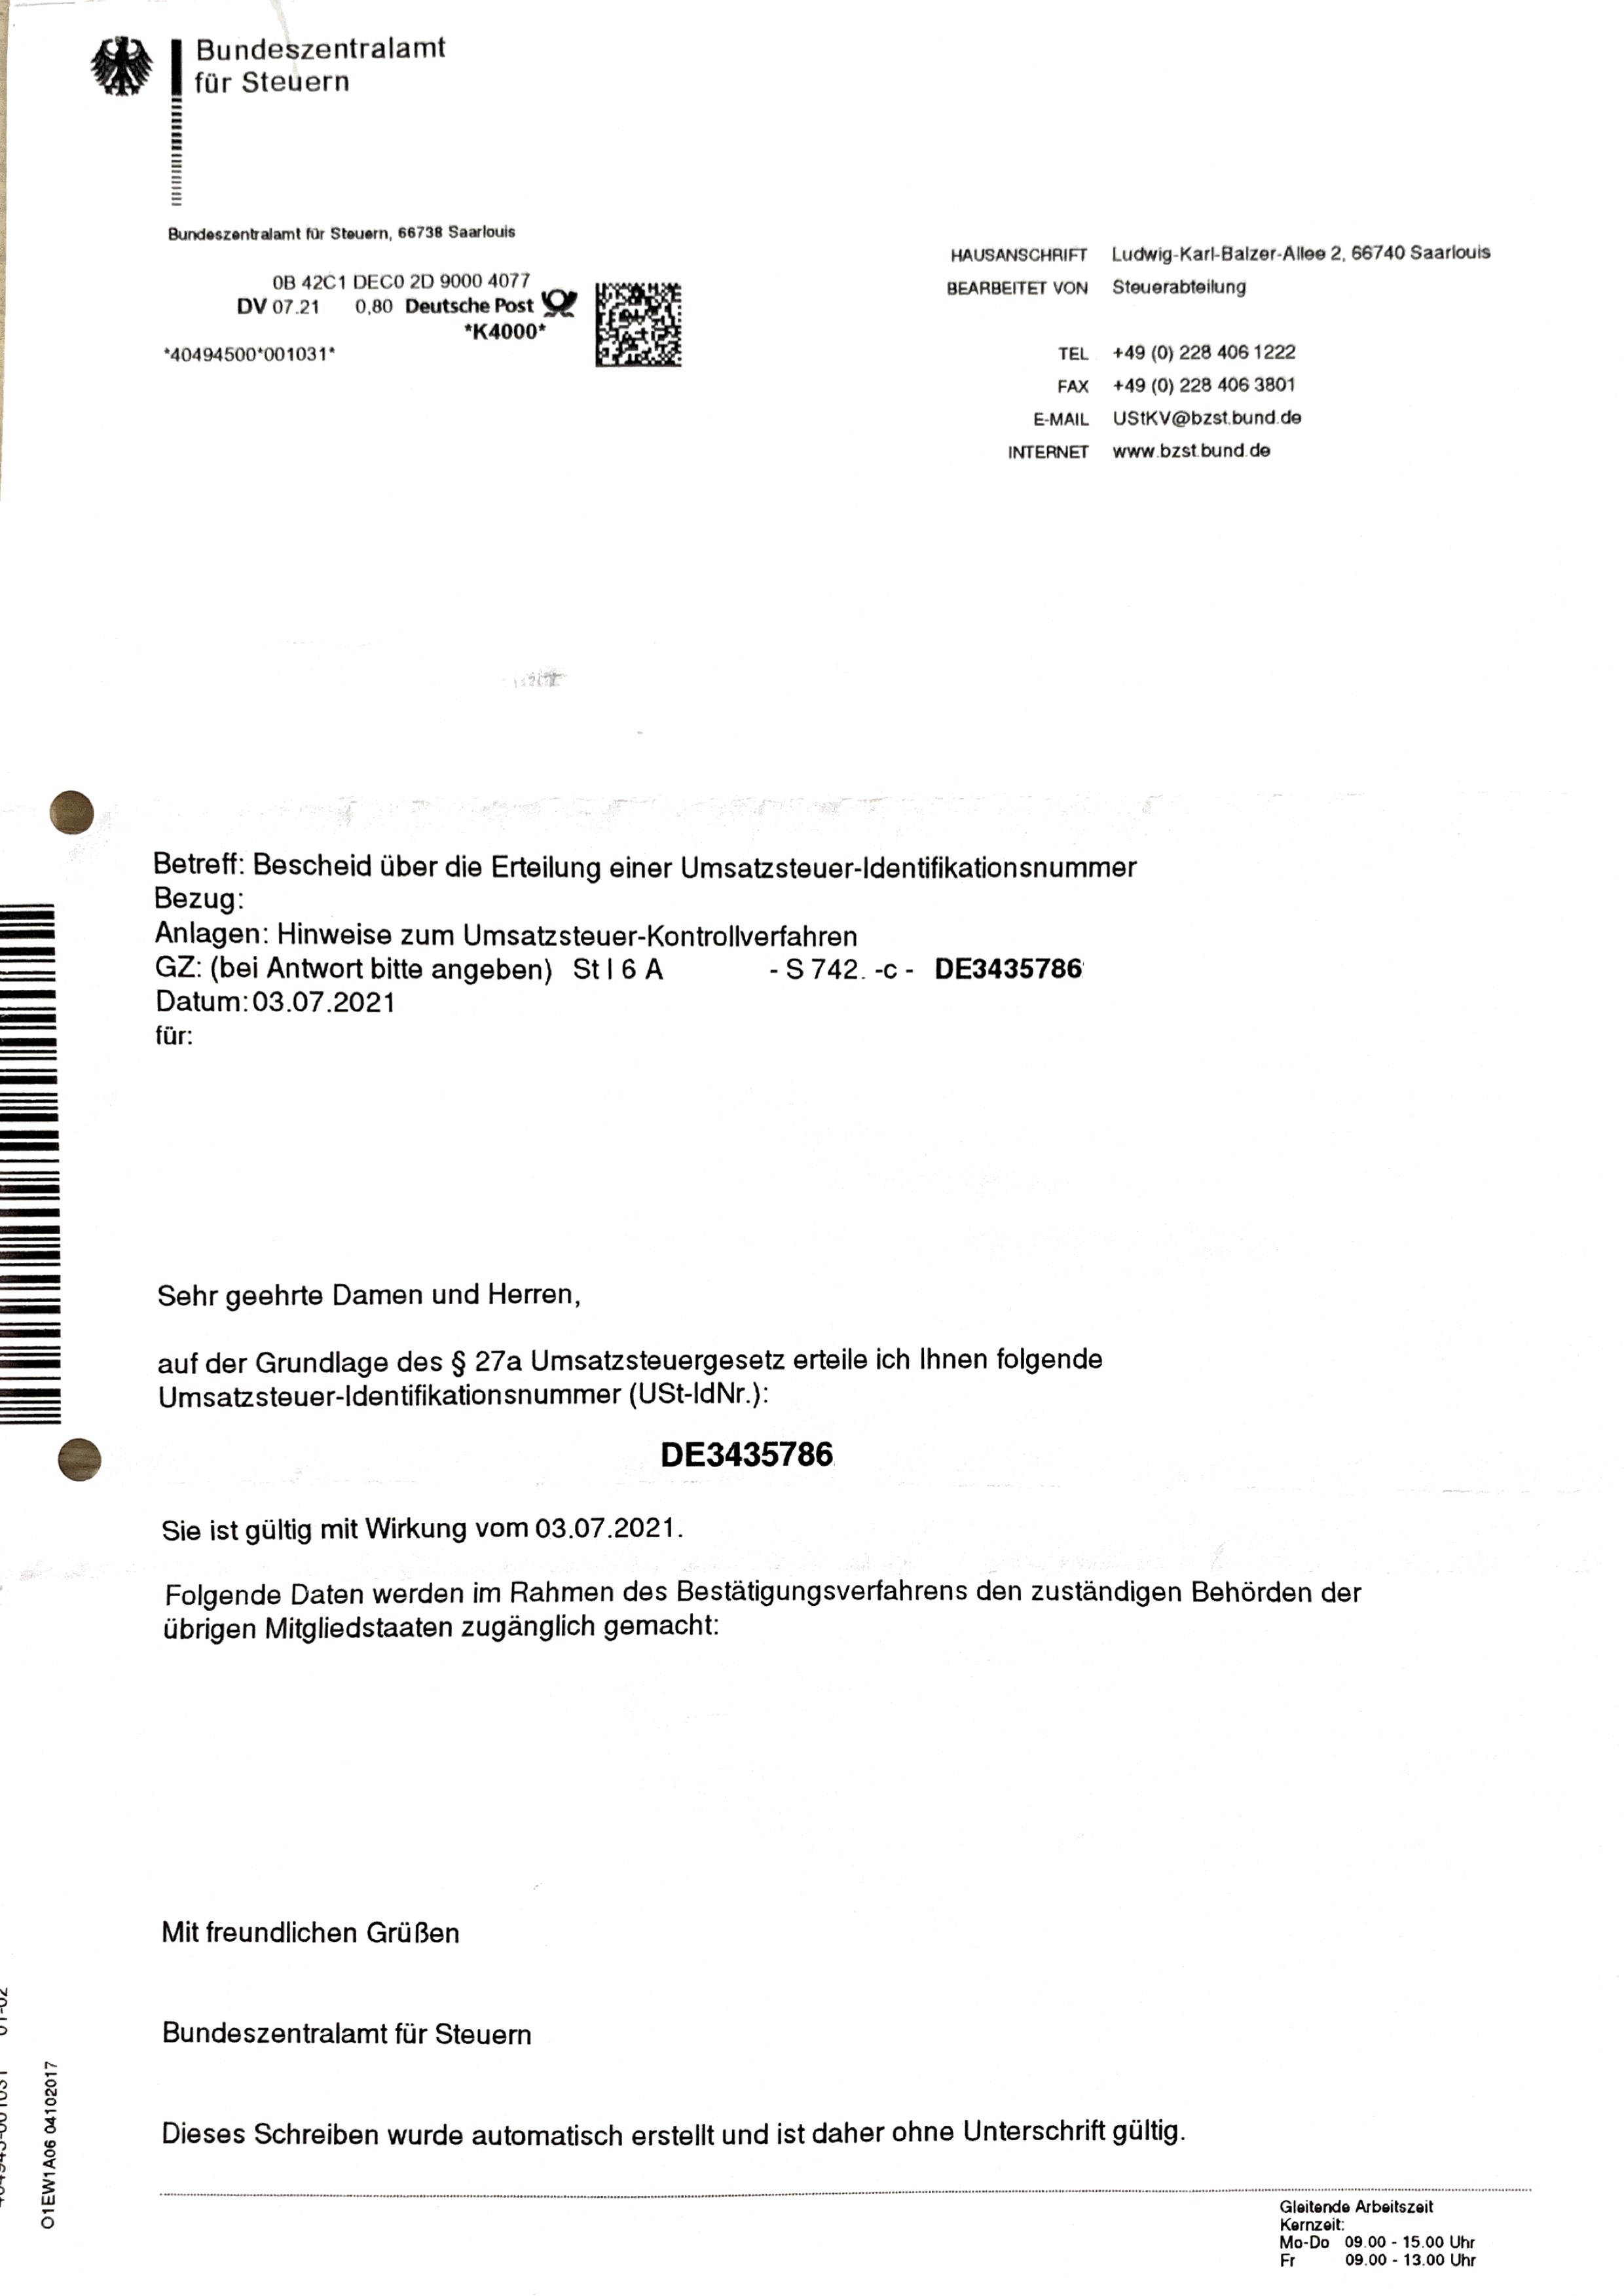 Bundeszentralamt
für Steuern
Bundeszentralamt für Steuern, 66738 Saarlouis
0B 42C1 DEC0 2D 9000 4077
DV 07.21 0,80 Deutsche Post
*K4000*
*40494500*001031*
HAUSANSCHRIFT Ludwig-Karl-Balzer-Allee 2, 66740 Saarlouis
BEARBEITET VON Steuerabteilung
TEL +49 (0) 228 406 1222
FAX +49 (0) 228 406 3801
E-MAIL UStKV@bzst.bund.de
INTERNET www.bzst.bund.de
Betreff: Bescheid über die Erteilung einer Umsatzsteuer-Identifikationsnummer
Bezug:
Anlagen: Hinweise zum Umsatzsteuer-Kontrollverfahren
GZ: (bei Antwort bitte angeben) St I 6 A - S 742. -c - DE3435786
Datum: 03.07.2021
für:
Sehr geehrte Damen und Herren,
auf der Grundlage des § 27a Umsatzsteuergesetz erteile ich Ihnen folgende
Umsatzsteuer-Identifikationsnummer (USt-IdNr.):
DE3435786
Sie ist gültig mit Wirkung vom 03.07.2021.
Folgende Daten werden im Rahmen des Bestätigungsverfahrens den zuständigen Behörden der
übrigen Mitgliedstaaten zugänglich gemacht:
Mit freundlichen Grüßen
Bundeszentralamt für Steuern
Dieses Schreiben wurde automatisch erstellt und ist daher ohne Unterschrift gültig.
O1EW1A06 04102017
Gleitende Arbeitszeit
Kernzeit:
Mo-Do 09.00 - 15.00 Uhr
Fr 09.00 - 13.00 Uhr